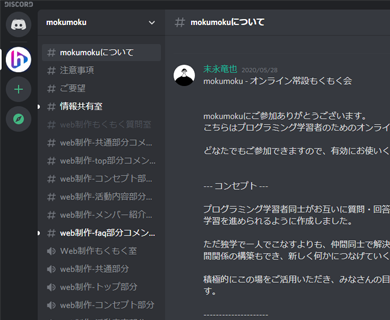 DISCORD
mokumoku
mokumokuについて
注意事項
ご要望
情報共有室
web制作もくもく質問室
web制作-共通部分コメ...
web制作-top部分コメン...
web制作-コンセプト部...
web制作-活動内容部分...
web制作-メンバー紹介...
web制作-faq部分コメン...
Web制作もくもく室
web制作-共通部分
web制作-トップ部分
web制作-コンセプト部分
mokumokuについて
末永竜也 2020/05/29
mokumoku - オンライン常設もくもく会
mokumokuにご参加ありがとうございます。
こちらはプログラミング学習者のためのオンライ
どなたでもご参加できますので、有効にお使いく
--- コンセプト ---
プログラミング学習者同士がお互いに質問・回答
学習を進められるように作成しました。
ただ独学で一人でこなすよりも、仲間同士で解決
間関係の構築もでき、新しく何かにつなげていく
積極的にこの場をご活用いただき、みなさんの目
す。
--------------------